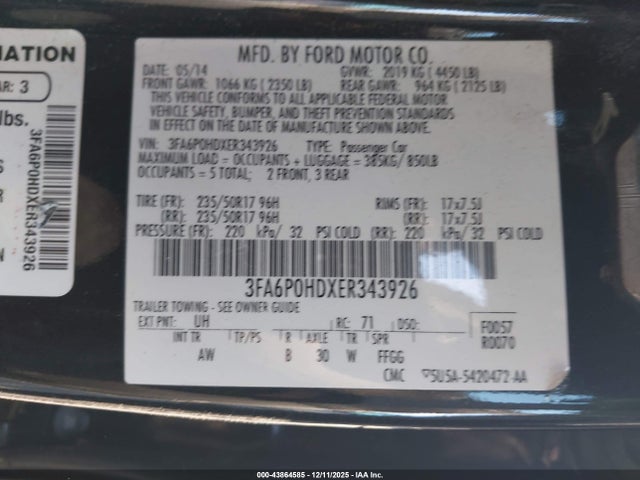 MATION
AR: 3
lbs.
3FA6P0HDXER343926
MFD. BY FORD MOTOR CO.
DATE: 05/14 GVWR: 2019 KG ( 4450 LB)
FRONT GAWR: 1066 KG ( 2350 LB) REAR GAWR: 964 KG ( 2125 LB)
THIS VEHICLE CONFORMS TO ALL APPLICABLE FEDERAL MOTOR
VEHICLE SAFETY, BUMPER, AND THEFT PREVENTION STANDARDS
IN EFFECT ON THE DATE OF MANUFACTURE SHOWN ABOVE.
VIN: 3FA6P0HDXER343926 TYPE: Passenger Car
MAXIMUM LOAD = OCCUPANTS + LUGGAGE = 385KG/ 850LB
OCCUPANTS = 5 TOTAL; 2 FRONT, 3 REAR
TIRE (FR): 235/50R17 96H RIMS (FR): 17x7.5J
(RR): 235/50R17 96H (RR): 17x7.5J
PRESSURE (FR): 220 kPa/ 32 PSI COLD (RR): 220 kPa/ 32 PSI COLD
3FA6P0HDXER343926
TRAILER TOWING - SEE OWNER GUIDE
EXT PNT: UH RC: 71 DSO: F0057
INT TR TP/PS R AXLE TR SPR R0070
AW B 30 W FFGG
CMC 5U5A-5420472-AA
000-43864585 - 12/11/2025 - IAA Inc.